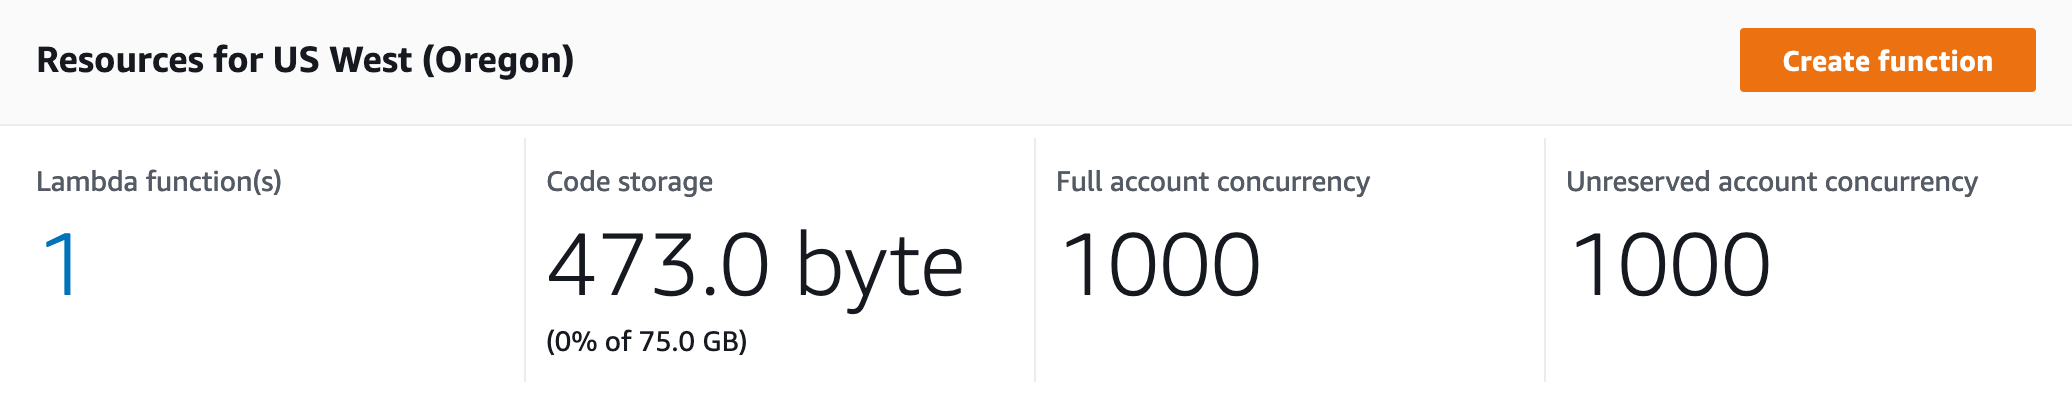 Resources for US West (Oregon)
Create function
Lambda function(s)
1
Code storage
473.0 byte
(0% of 75.0 GB)
Full account concurrency
1000
Unreserved account concurrency
1000